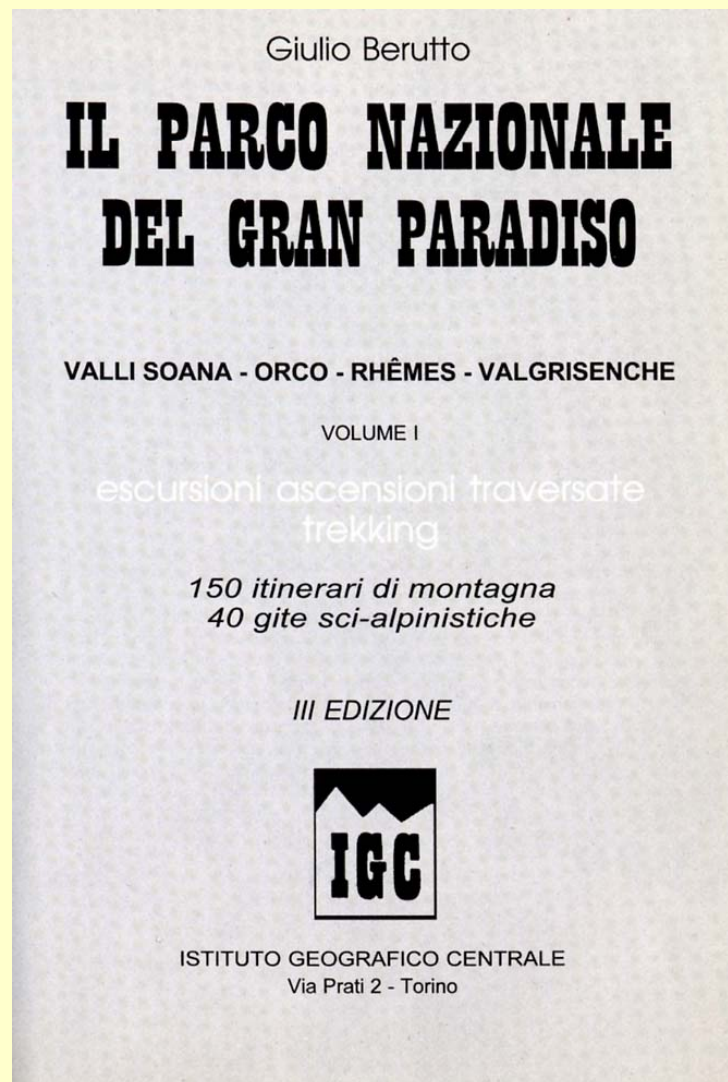 Giulio Berutto
IL PARCO NAZIONALE
DEL GRAN PARADISO
VALLI SOANA - ORCO - RHÊMES - VALGRISENCHE
VOLUME I
escursioni ascensioni traversate
trekking
150 itinerari di montagna
40 gite sci-alpinistiche
III EDIZIONE
IGC
ISTITUTO GEOGRAFICO CENTRALE
Via Prati 2 - Torino